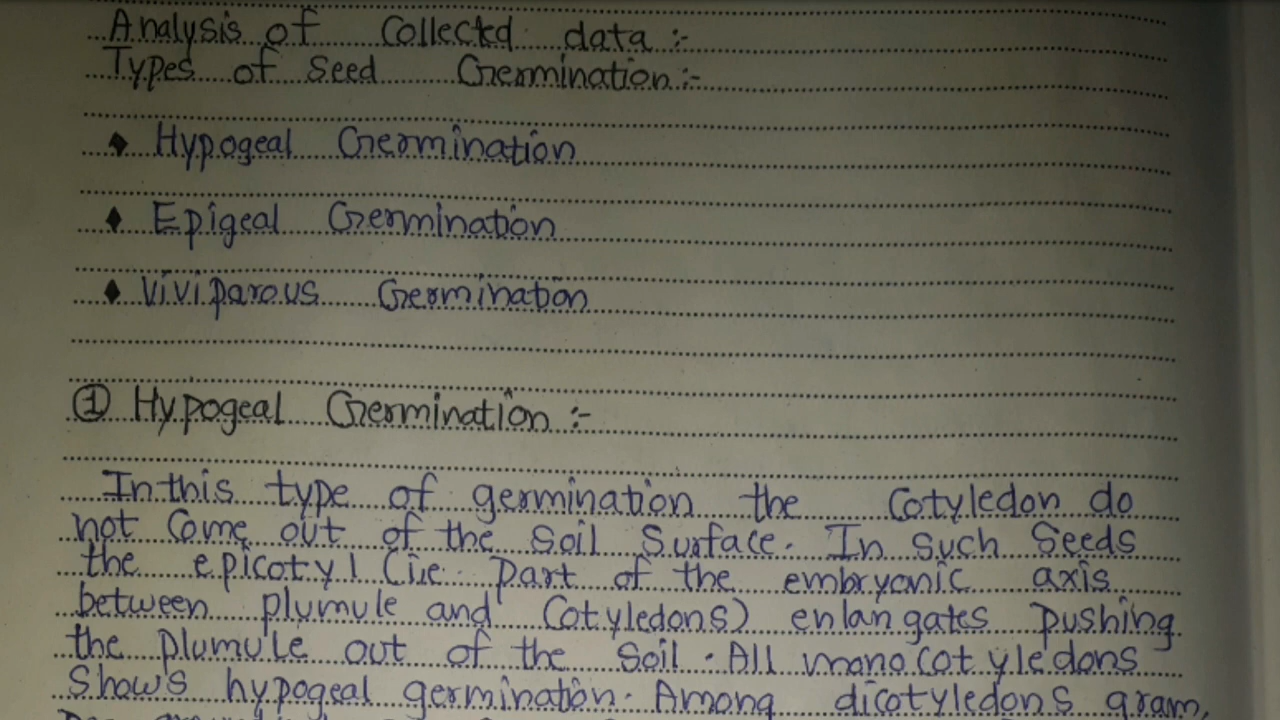 Analysis of Collected data :-
Types of Seed Germination :-
♦ Hypogeal Germination
♦ Epigeal Germination
♦ Viviparous Germination
① Hypogeal Germination :-
In this type of germination the Cotyledon do
not Come out of the Soil Surface. In Such Seeds
the epicotyl (i.e. Part of the embryonic axis
between plumule and Cotyledons) enlangates pushing
the plumule out of the Soil. All monocotyledons
Shows hypogeal germination. Among dicotyledons gram,